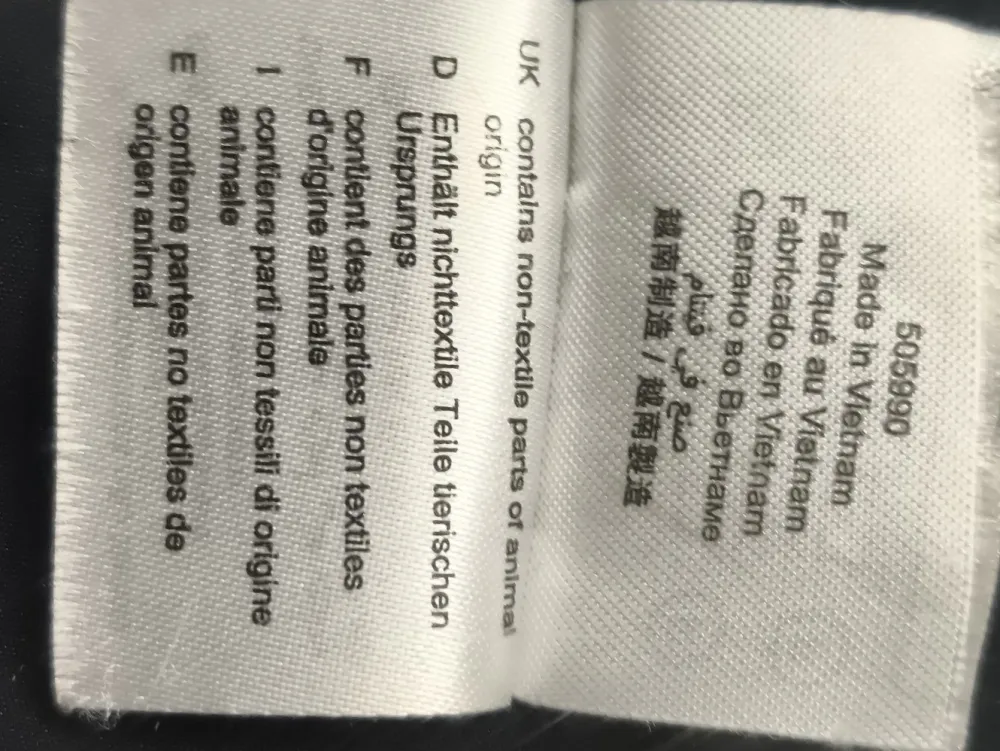 505990
Made in Vietnam
Fabriqué au Vietnam
Fabricado en Vietnam
Сделано во Вьетнаме
صنع في فيتنام
越南制造 / 越南製造
UK contains non-textile parts of animal
origin
D Enthält nichttextile Teile tierischen
Ursprungs
F contient des parties non textiles
d'origine animale
I contiene parti non tessili di origine
animale
E contiene partes no textiles de
origen animal